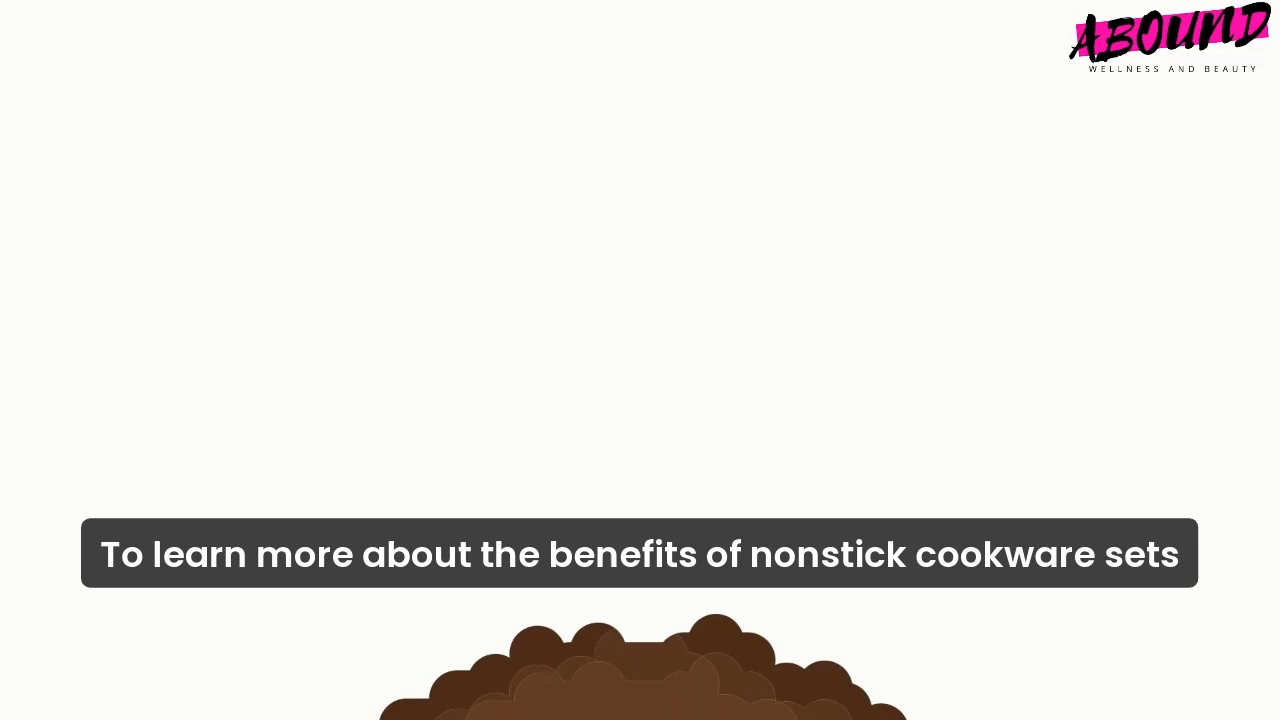 ABOUND
WELLNESS AND BEAUTY
To learn more about the benefits of nonstick cookware sets